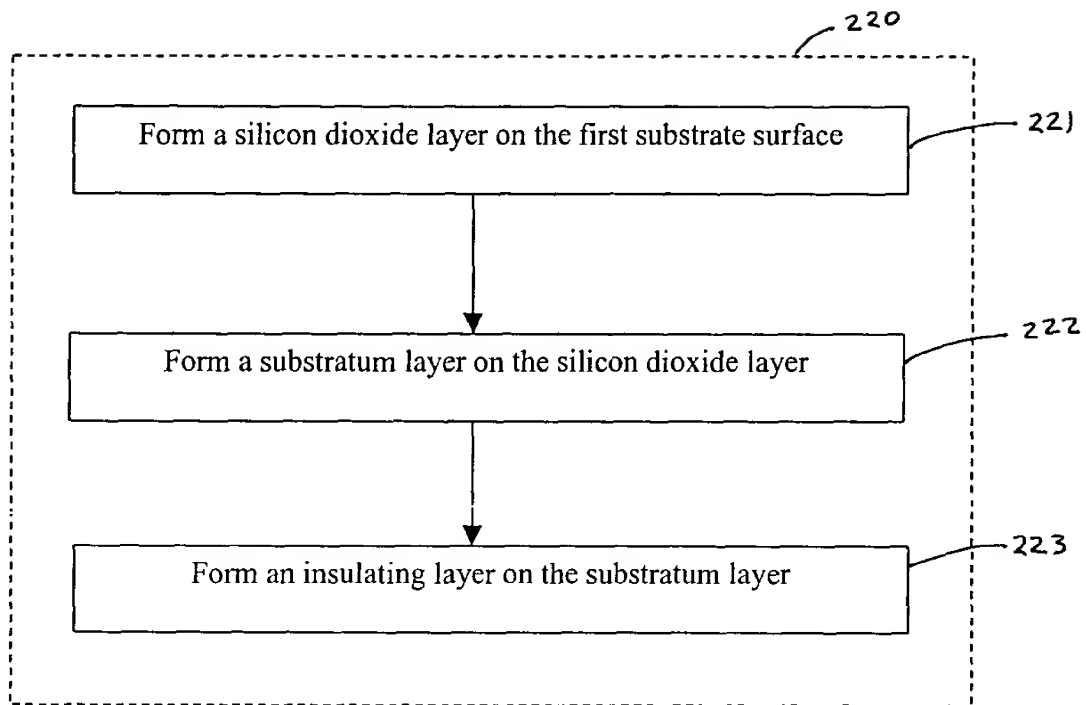 220
Form a silicon dioxide layer on the first substrate surface
221
Form a substratum layer on the silicon dioxide layer
222
Form an insulating layer on the substratum layer
223